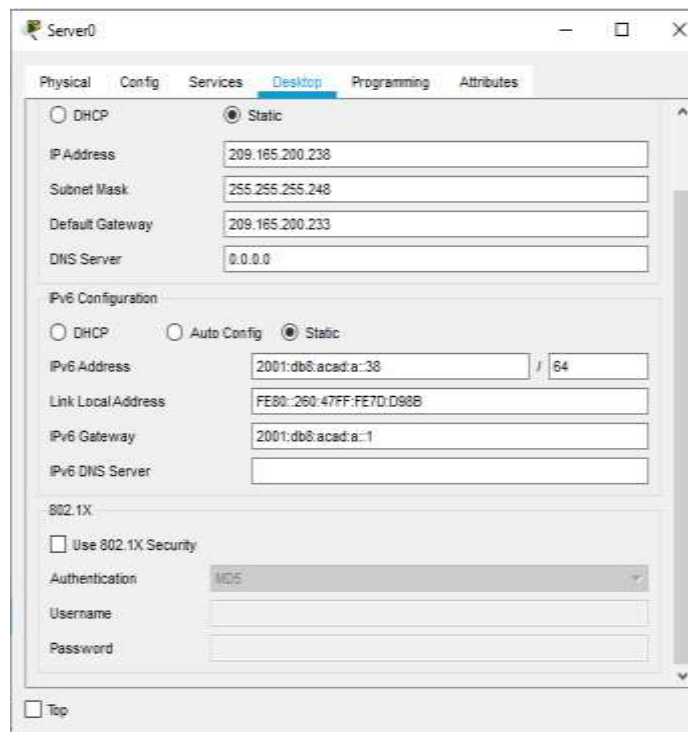 Server0
Physical Config Services Desktop Programming Attributes
DHCP Static
IP Address 209.165.200.238
Subnet Mask 255.255.255.248
Default Gateway 209.165.200.233
DNS Server 0.0.0.0
IPv6 Configuration
DHCP Auto Config Static
IPv6 Address 2001:db8:acad:a::38 / 64
Link Local Address FE80::260:47FF:FE7D:D98B
IPv6 Gateway 2001:db8:acad:a::1
IPv6 DNS Server
802.1X
Use 802.1X Security
Authentication MD5
Username
Password
Top